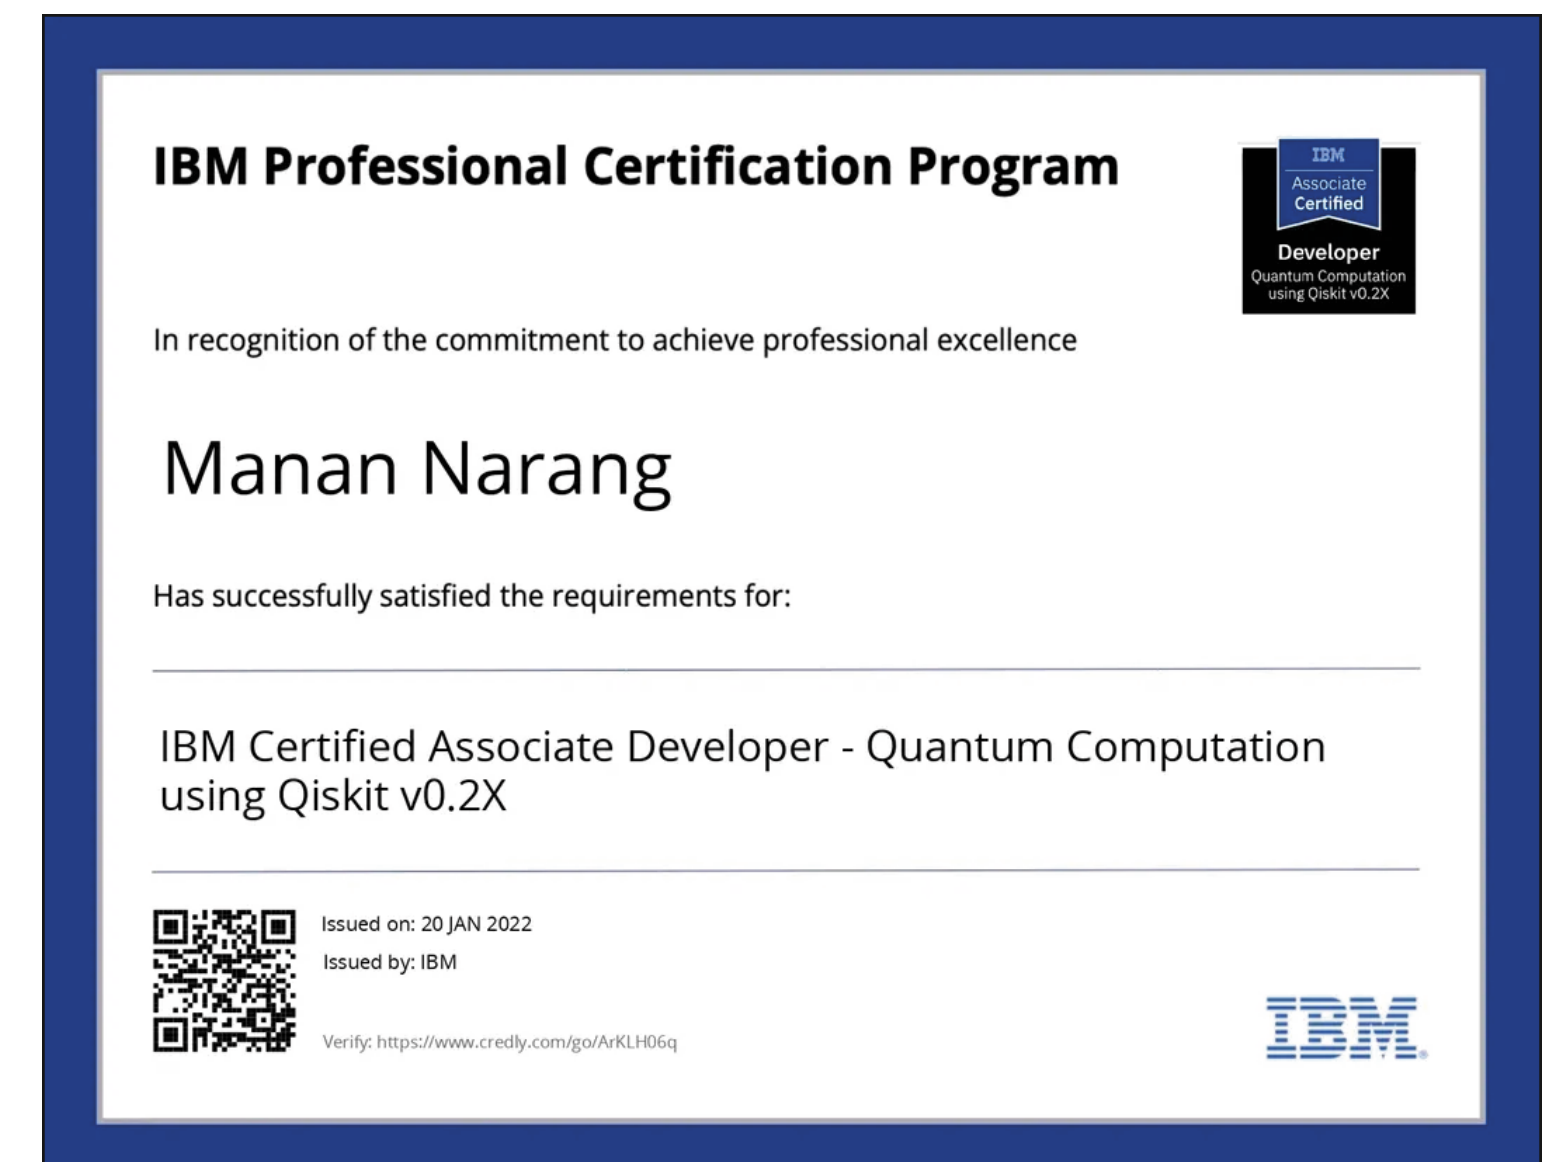 IBM Professional Certification Program
IBM
Associate
Certified
Developer
Quantum Computation
using Qiskit v0.2X
In recognition of the commitment to achieve professional excellence
Manan Narang
Has successfully satisfied the requirements for:
IBM Certified Associate Developer - Quantum Computation
using Qiskit v0.2X
Issued on: 20 JAN 2022
Issued by: IBM
Verify: https://www.credly.com/go/ArKLH06q
IBM®